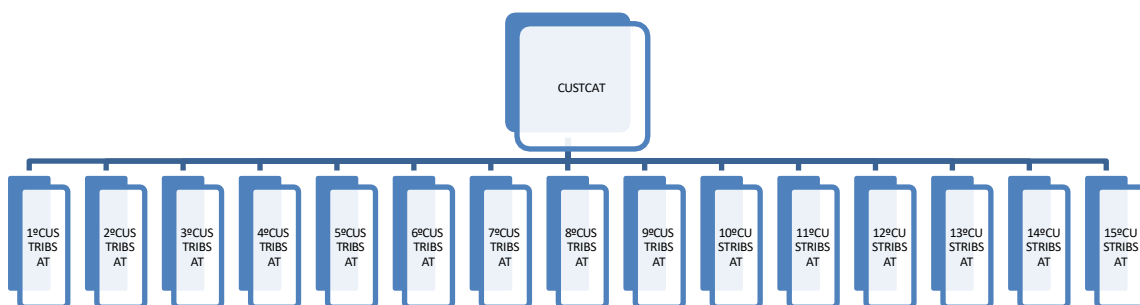 CUSTCAT
1ºCUS
TRIBS
AT
2ºCUS
TRIBS
AT
3ºCUS
TRIBS
AT
4ºCUS
TRIBS
AT
5ºCUS
TRIBS
AT
6ºCUS
TRIBS
AT
7ºCUS
TRIBS
AT
8ºCUS
TRIBS
AT
9ºCUS
TRIBS
AT
10ºCU
STRIBS
AT
11ºCU
STRIBS
AT
12ºCU
STRIBS
AT
13ºCU
STRIBS
AT
14ºCU
STRIBS
AT
15ºCU
STRIBS
AT